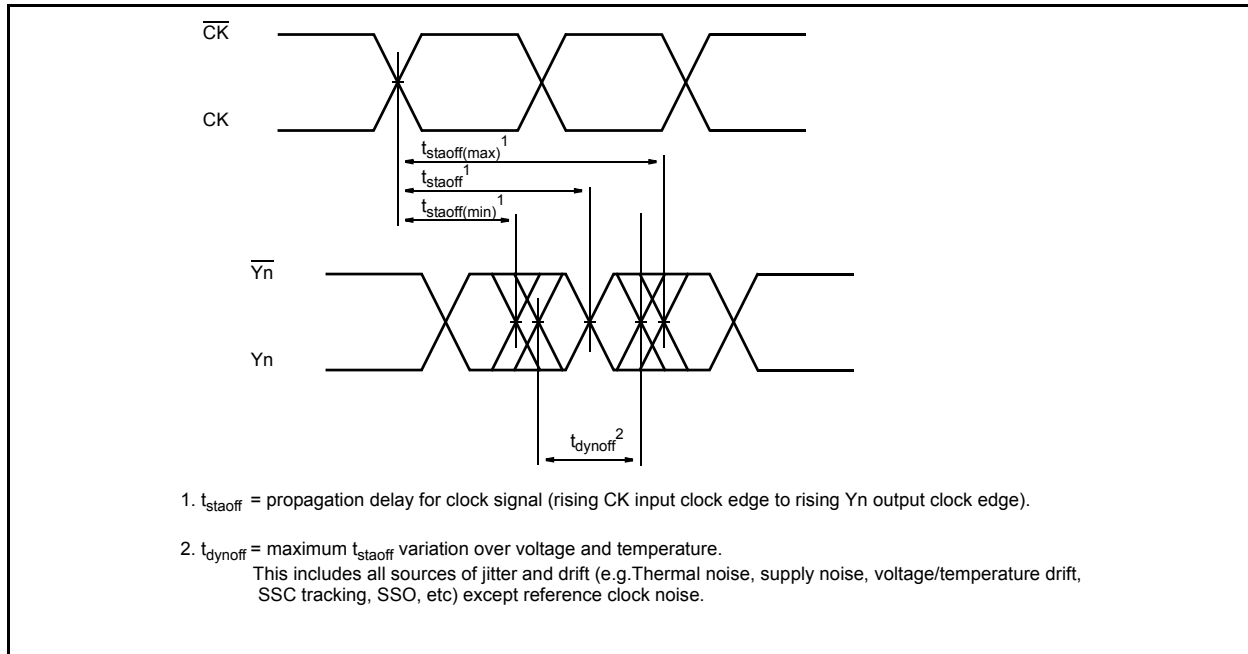 C̅K̅
CK
tstaoff(max)1
tstaoff1
tstaoff(min)1
Y̅n̅
Yn
tdynoff2
1. tstaoff = propagation delay for clock signal (rising CK input clock edge to rising Yn output clock edge).
2. tdynoff = maximum tstaoff variation over voltage and temperature.
This includes all sources of jitter and drift (e.g.Thermal noise, supply noise, voltage/temperature drift,
SSC tracking, SSO, etc) except reference clock noise.